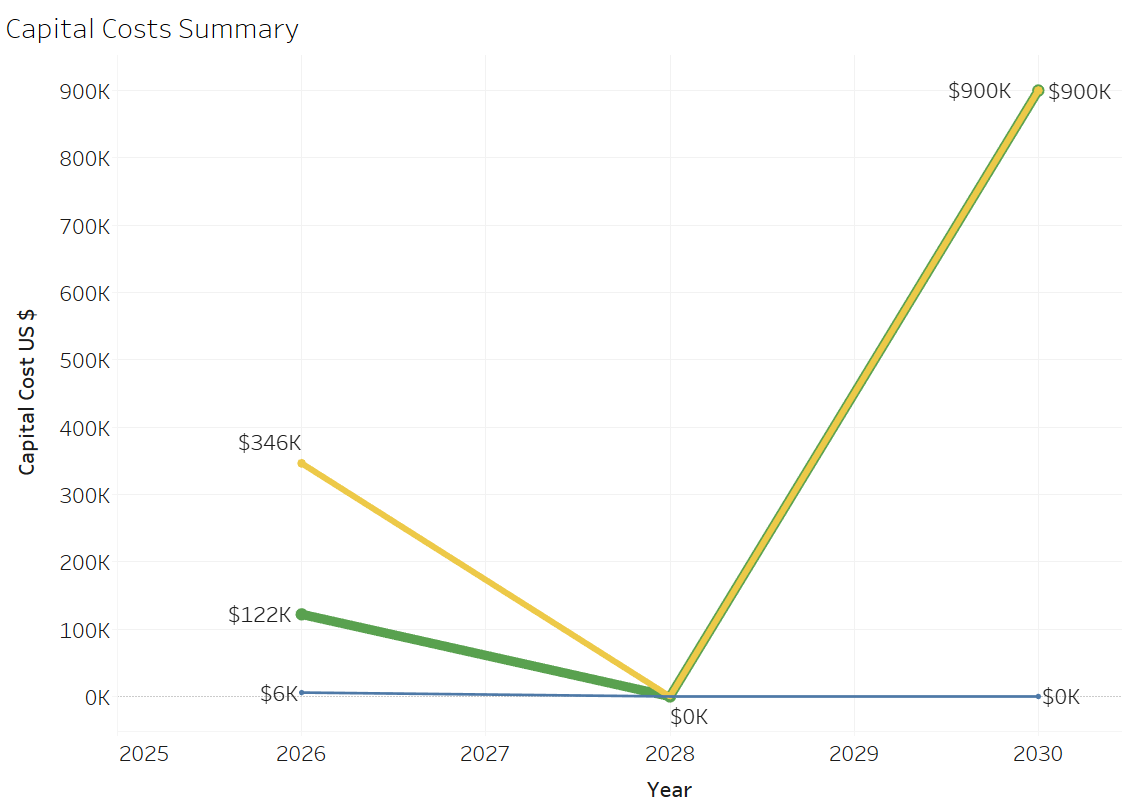 Capital Costs Summary
900K
$900K
$900K
800K
700K
600K
500K
Capital Cost US $
400K
$346K
300K
200K
$122K
100K
$6K
0K
$0K
$0K
2025
2026
2027
2028
2029
2030
Year